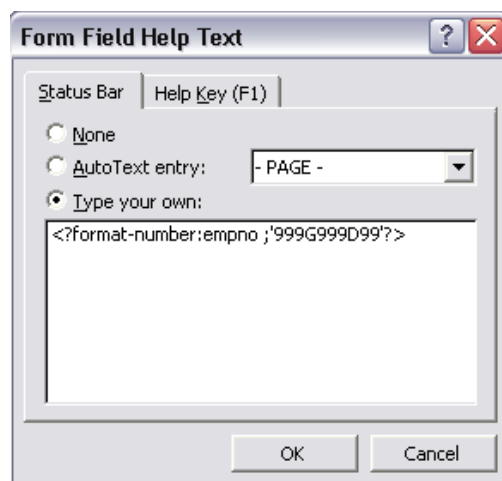 Form Field Help Text
Status Bar Help Key (F1)
None
AutoText entry: - PAGE -
Type your own:
<?format-number:empno ;'999G999D99'?>
OK Cancel